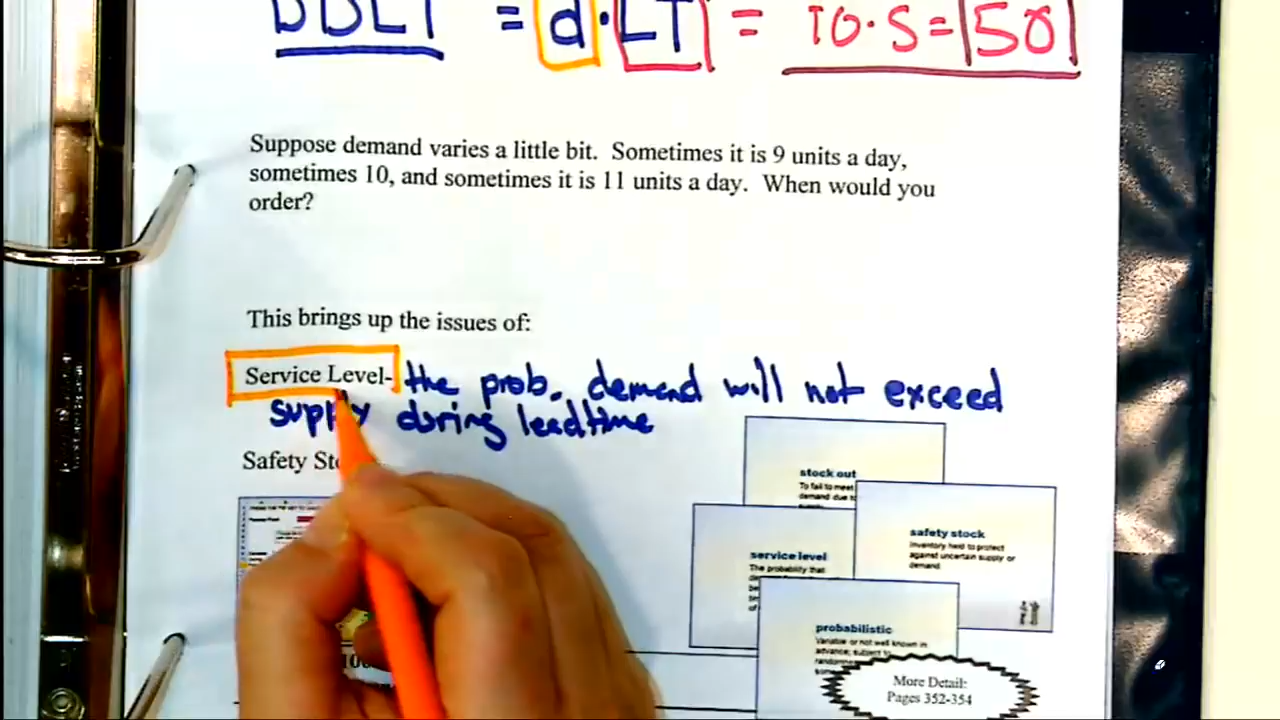 DDLT = d · LT = 10 · 5 = 50
Suppose demand varies a little bit. Sometimes it is 9 units a day,
sometimes 10, and sometimes it is 11 units a day. When would you
order?
This brings up the issues of:
Service Level- the prob. demand will not exceed
supply during leadtime
Safety
stock out
To fail to meet
demand due to
safety stock
Inventory held to protect
against uncertain supply or
demand.
service level
The probability that
probabilistic
Variable or not well known in
advance; subject to
More Detail:
Pages 352-354